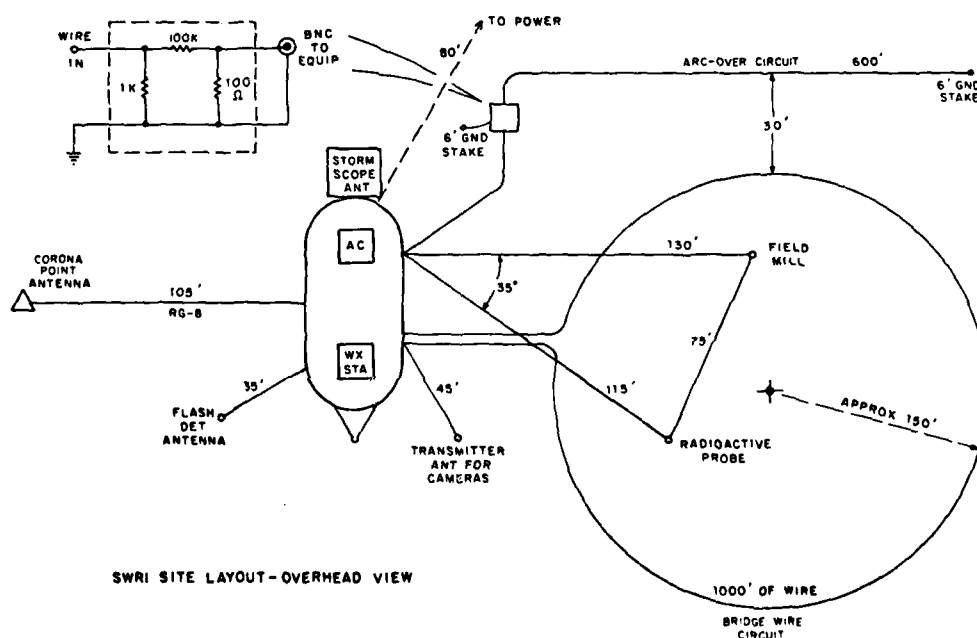 WIRE
IN
100K
1K
100
Ω
BNC
TO
EQUIP
TO POWER
80'
ARC-OVER CIRCUIT 600'
6' GND
STAKE
6' GND
STAKE
30'
STORM
SCOPE
ANT
AC
130'
FIELD
MILL
35°
CORONA
POINT
ANTENNA
105'
RG-8
75'
WX
STA
35'
45'
115'
APPROX 150'
FLASH
DET
ANTENNA
TRANSMITTER
ANT FOR
CAMERAS
RADIOACTIVE
PROBE
SWRI SITE LAYOUT-OVERHEAD VIEW
1000' OF WIRE
BRIDGE WIRE
CIRCUIT